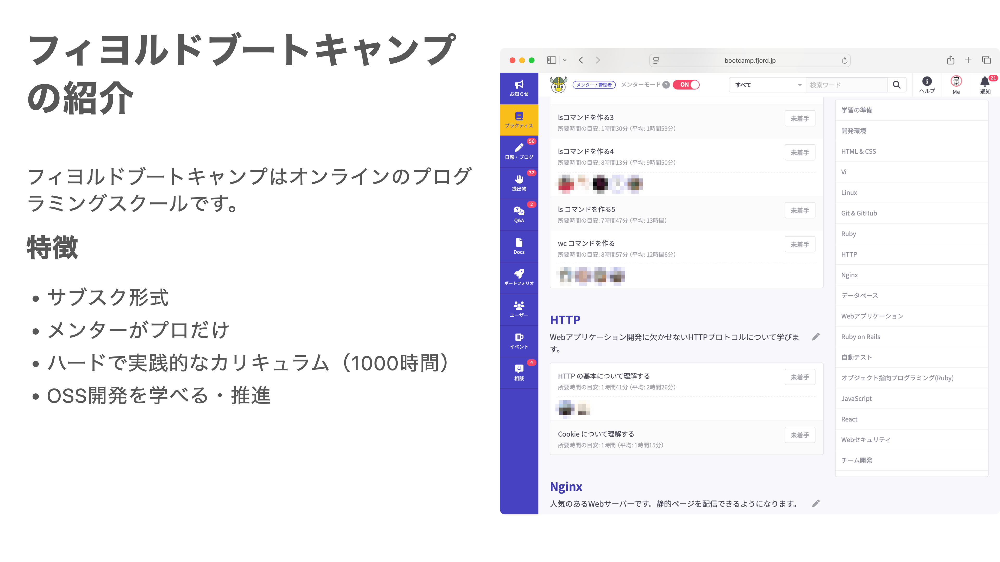 フィヨルドブートキャンプ
の紹介
フィヨルドブートキャンプはオンラインのプログ
ラミングスクールです。
特徴
• サブスク形式
• メンターがプロだけ
• ハードで実践的なカリキュラム（1000時間）
• OSS開発を学べる・推進
bootcamp.fjord.jp
お知らせ
プラクティス
56
日報・ブログ
32
提出物
2
Q&A
Docs
ポートフォリオ
ユーザー
イベント
4
相談
メンター / 管理者
メンターモード ?
ON
すべて
検索ワード
ヘルプ
Me
21
通知
lsコマンドを作る3
未着手
所要時間の目安: 1時間30分（平均: 1時間59分）
lsコマンドを作る4
未着手
所要時間の目安: 8時間13分（平均: 9時間50分）
ls コマンドを作る5
未着手
所要時間の目安: 7時間47分（平均: 13時間）
wc コマンドを作る
未着手
所要時間の目安: 8時間57分（平均: 12時間6分）
HTTP
Webアプリケーション開発に欠かせないHTTPプロトコルについて学びま
す。
HTTP の基本について理解する
未着手
所要時間の目安: 1時間41分（平均: 2時間26分）
Cookie について理解する
未着手
所要時間の目安: 1時間（平均: 1時間15分）
Nginx
人気のあるWebサーバーです。静的ページを配信できるようになります。
学習の準備
開発環境
HTML & CSS
Vi
Linux
Git & GitHub
Ruby
HTTP
Nginx
データベース
Webアプリケーション
Ruby on Rails
自動テスト
オブジェクト指向プログラミング(Ruby)
JavaScript
React
Webセキュリティ
チーム開発